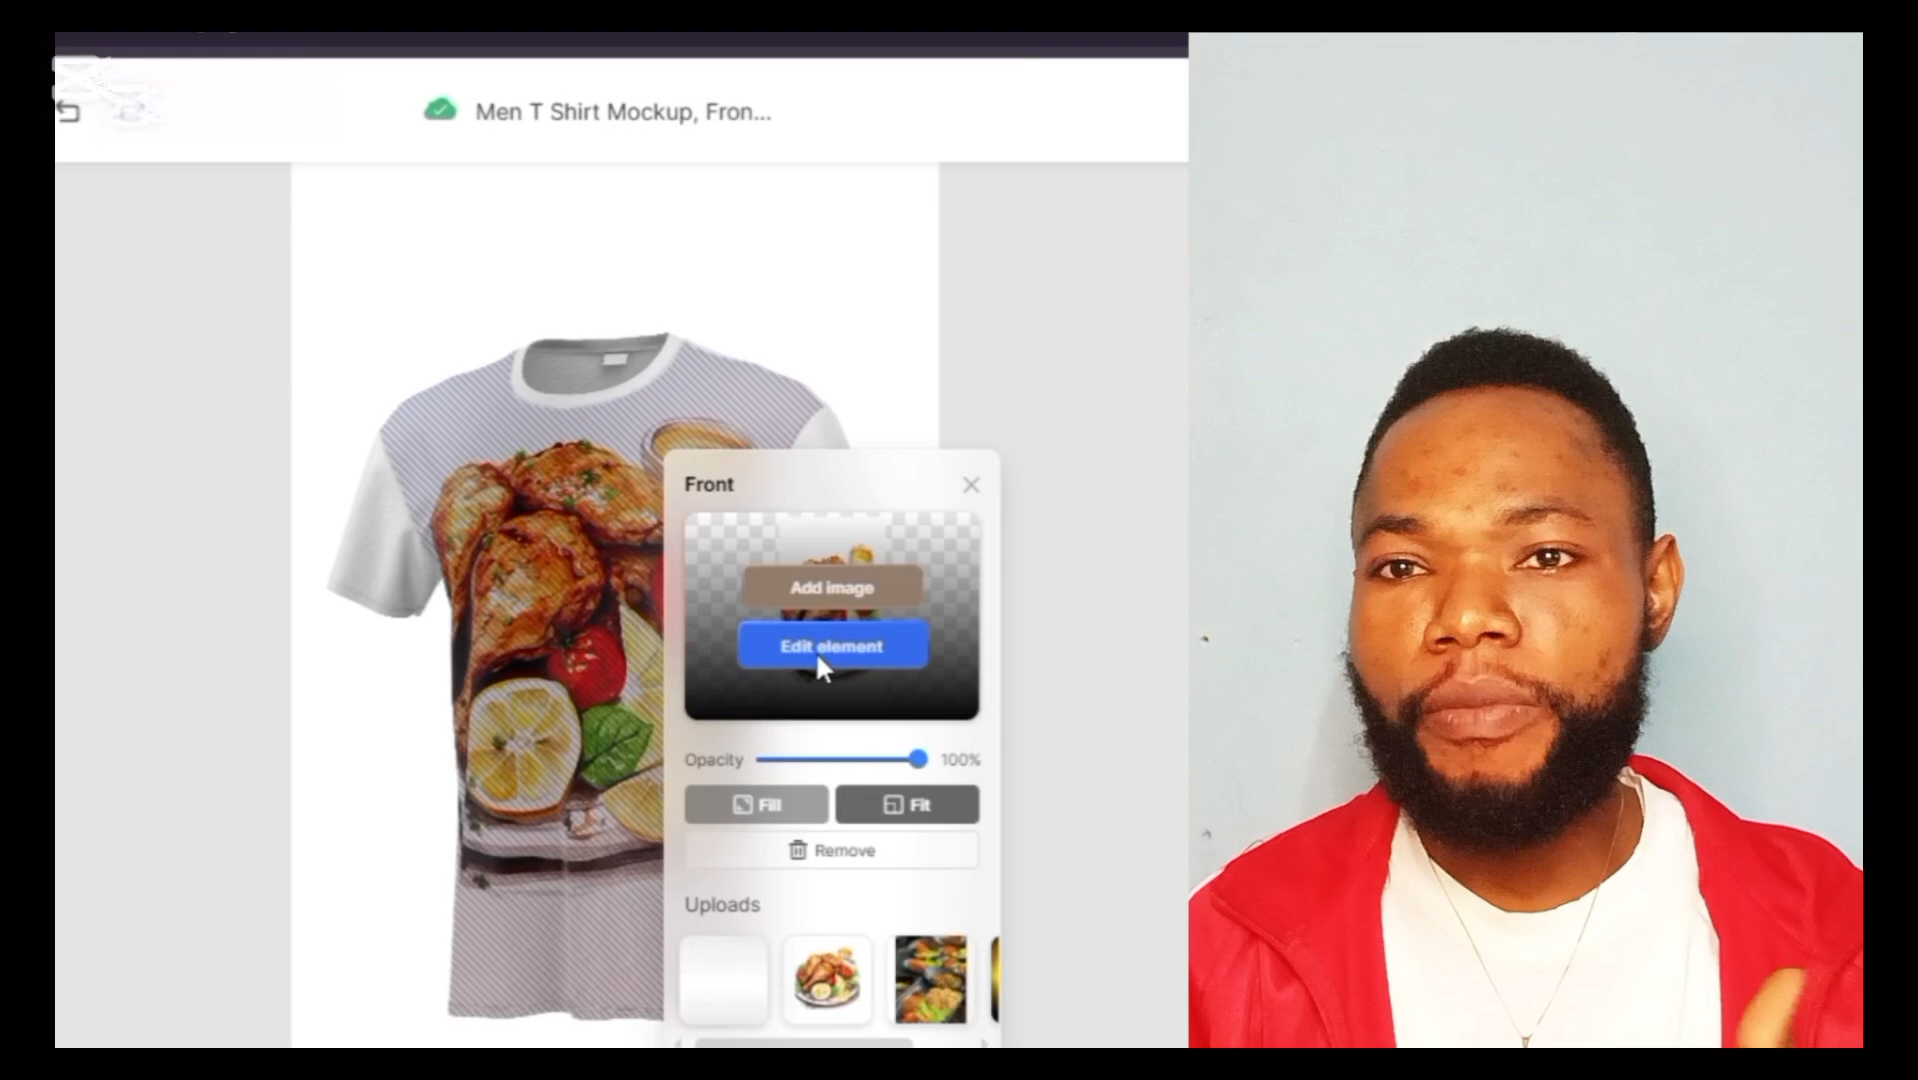 Men T Shirt Mockup, Fron...
Front
Add image
Edit element
Opacity 100%
Fill Fit
Remove
Uploads